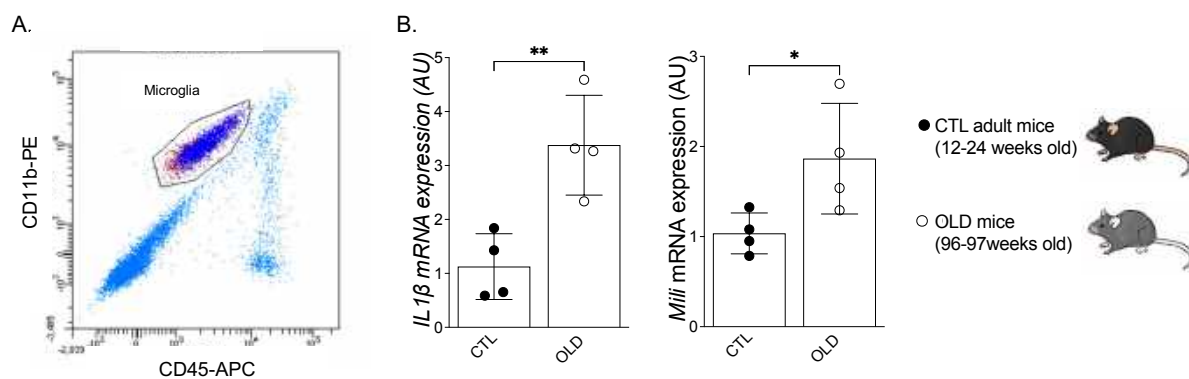 A.
B.
Microglia
CD11b-PE
CD45-APC
IL1β mRNA expression (AU)
5
4
3
2
1
0
**
CTL
OLD
Mili mRNA expression (AU)
3
2
1
0
*
CTL
OLD
CTL adult mice
(12-24 weeks old)
OLD mice
(96-97weeks old)